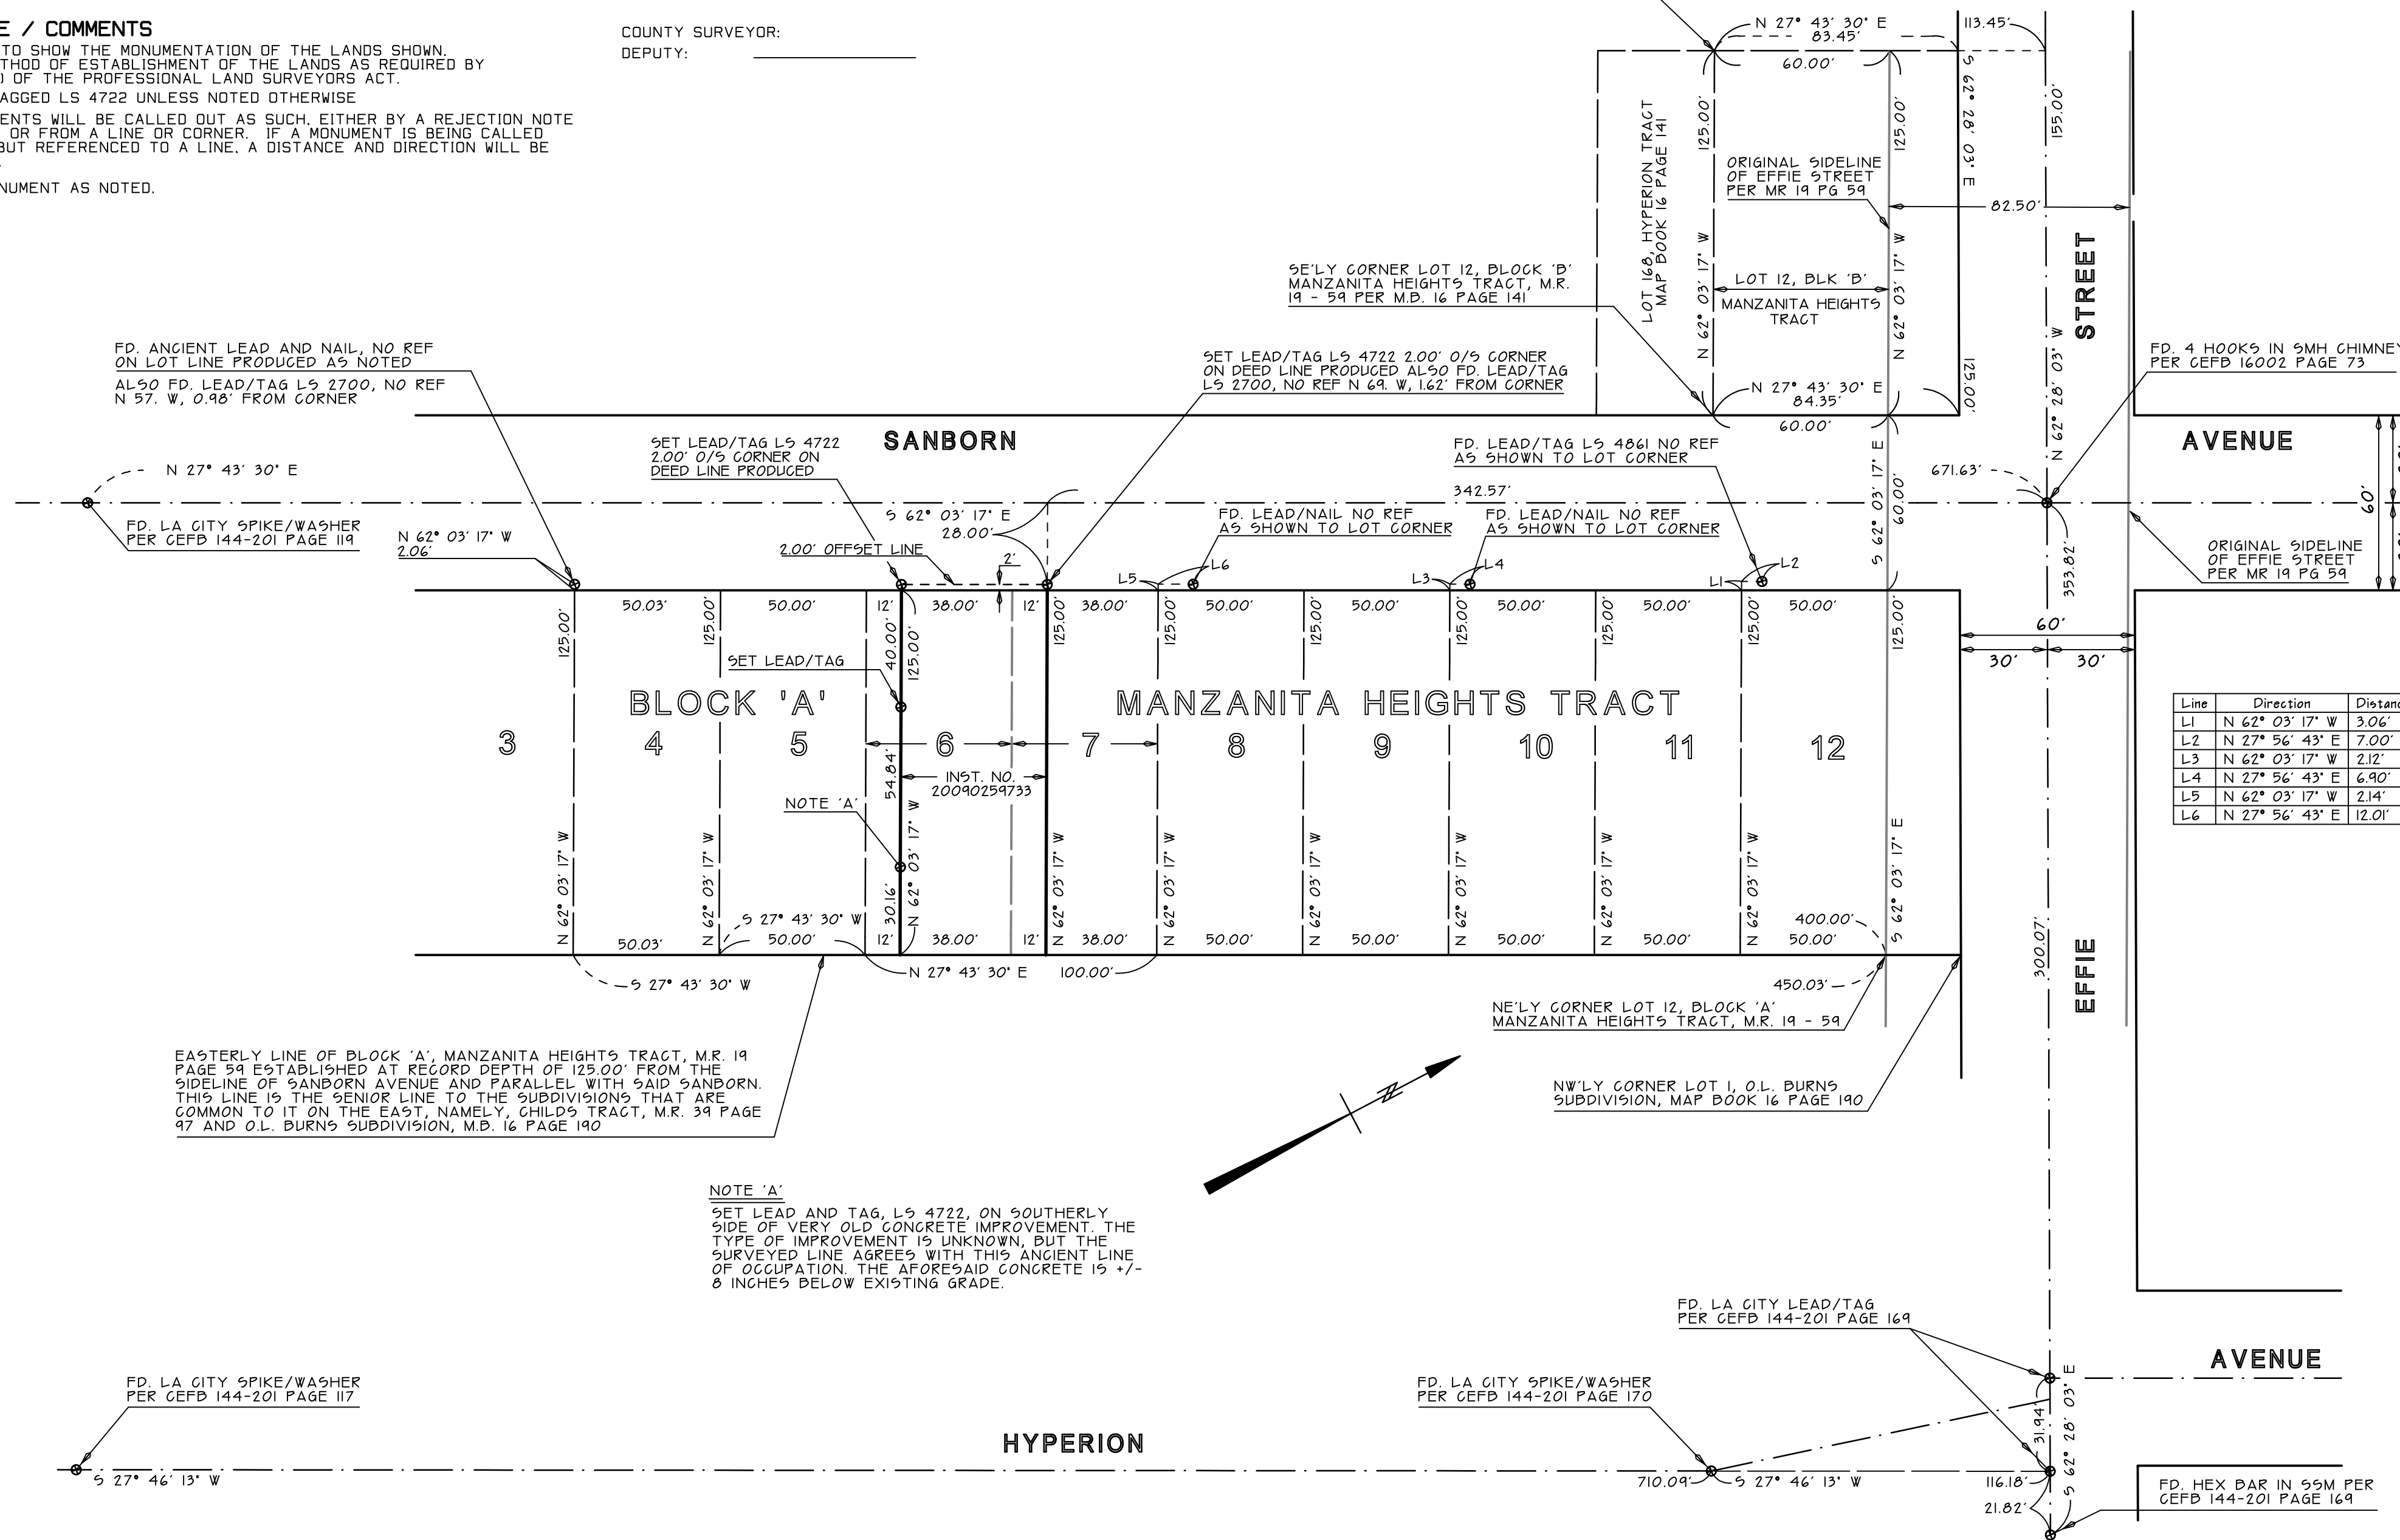 E / COMMENTS
TO SHOW THE MONUMENTATION OF THE LANDS SHOWN.
THOD OF ESTABLISHMENT OF THE LANDS AS REQUIRED BY
) OF THE PROFESSIONAL LAND SURVEYORS ACT.
AGGED LS 4722 UNLESS NOTED OTHERWISE
ENTS WILL BE CALLED OUT AS SUCH, EITHER BY A REJECTION NOTE
OR FROM A LINE OR CORNER. IF A MONUMENT IS BEING CALLED
BUT REFERENCED TO A LINE, A DISTANCE AND DIRECTION WILL BE
NUMENT AS NOTED.
COUNTY SURVEYOR:
DEPUTY:
N 27° 43' 30" E
83.45'
113.45'
60.00'
S 62° 28' 03" E
155.00'
125.00'
125.00'
LOT 168, HYPERION TRACT
MAP BOOK 16 PAGE 141
ORIGINAL SIDELINE
OF EFFIE STREET
PER MR 19 PG 59
82.50'
N 62° 03' 17" W
N 62° 03' 17" W
LOT 12, BLK 'B'
MANZANITA HEIGHTS
TRACT
STREET
SE'LY CORNER LOT 12, BLOCK 'B'
MANZANITA HEIGHTS TRACT, M.R.
19 - 59 PER M.B. 16 PAGE 141
N 62° 28' 03" W
125.00'
N 27° 43' 30" E
84.35'
60.00'
FD. 4 HOOKS IN SMH CHIMNEY
PER CEFB 16002 PAGE 73
FD. ANCIENT LEAD AND NAIL, NO REF
ON LOT LINE PRODUCED AS NOTED
ALSO FD. LEAD/TAG LS 2700, NO REF
N 57. W, 0.98' FROM CORNER
SET LEAD/TAG LS 4722 2.00' O/S CORNER
ON DEED LINE PRODUCED ALSO FD. LEAD/TAG
LS 2700, NO REF N 69. W, 1.62' FROM CORNER
SANBORN
AVENUE
SET LEAD/TAG LS 4722
2.00' O/S CORNER ON
DEED LINE PRODUCED
FD. LEAD/TAG LS 4861 NO REF
AS SHOWN TO LOT CORNER
N 27° 43' 30" E
342.57'
671.63'
S 62° 03' 17" E
60.00'
60'
FD. LA CITY SPIKE/WASHER
PER CEFB 144-201 PAGE 119
N 62° 03' 17" W
2.06'
S 62° 03' 17" E
28.00'
2.00' OFFSET LINE
2'
FD. LEAD/NAIL NO REF
AS SHOWN TO LOT CORNER
FD. LEAD/NAIL NO REF
AS SHOWN TO LOT CORNER
L5
L6
L3
L4
L1
L2
353.82'
ORIGINAL SIDELINE
OF EFFIE STREET
PER MR 19 PG 59
50.03'
50.00'
12'
38.00'
12'
38.00'
50.00'
50.00'
50.00'
50.00'
50.00'
125.00'
125.00'
40.00'
125.00'
125.00'
125.00'
125.00'
125.00'
125.00'
125.00'
125.00'
60'
30'
30'
SET LEAD/TAG
BLOCK 'A'
MANZANITA HEIGHTS TRACT
3
4
5
6
7
8
9
10
11
12
INST. NO.
20090259733
54.84'
NOTE 'A'
Line Direction Distanc
L1 N 62° 03' 17" W 3.06'
L2 N 27° 56' 43" E 7.00'
L3 N 62° 03' 17" W 2.12'
L4 N 27° 56' 43" E 6.90'
L5 N 62° 03' 17" W 2.14'
L6 N 27° 56' 43" E 12.01'
N 62° 03' 17" W
N 62° 03' 17" W
30.16'
N 62° 03' 17" W
N 62° 03' 17" W
N 62° 03' 17" W
N 62° 03' 17" W
N 62° 03' 17" W
N 62° 03' 17" W
N 62° 03' 17" W
S 62° 03' 17" E
S 27° 43' 30" W
400.00'
50.03'
50.00'
12'
38.00'
12'
38.00'
50.00'
50.00'
50.00'
50.00'
50.00'
S 27° 43' 30" W
N 27° 43' 30" E
100.00'
450.03'
300.07'
EFFIE
NE'LY CORNER LOT 12, BLOCK 'A'
MANZANITA HEIGHTS TRACT, M.R. 19 - 59
EASTERLY LINE OF BLOCK 'A', MANZANITA HEIGHTS TRACT, M.R. 19
PAGE 59 ESTABLISHED AT RECORD DEPTH OF 125.00' FROM THE
SIDELINE OF SANBORN AVENUE AND PARALLEL WITH SAID SANBORN.
THIS LINE IS THE SENIOR LINE TO THE SUBDIVISIONS THAT ARE
COMMON TO IT ON THE EAST, NAMELY, CHILDS TRACT, M.R. 39 PAGE
97 AND O.L. BURNS SUBDIVISION, M.B. 16 PAGE 190
NW'LY CORNER LOT 1, O.L. BURNS
SUBDIVISION, MAP BOOK 16 PAGE 190
N
NOTE 'A'
SET LEAD AND TAG, LS 4722, ON SOUTHERLY
SIDE OF VERY OLD CONCRETE IMPROVEMENT. THE
TYPE OF IMPROVEMENT IS UNKNOWN, BUT THE
SURVEYED LINE AGREES WITH THIS ANCIENT LINE
OF OCCUPATION. THE AFORESAID CONCRETE IS +/-
8 INCHES BELOW EXISTING GRADE.
FD. LA CITY LEAD/TAG
PER CEFB 144-201 PAGE 169
AVENUE
FD. LA CITY SPIKE/WASHER
PER CEFB 144-201 PAGE 117
FD. LA CITY SPIKE/WASHER
PER CEFB 144-201 PAGE 170
31.94'
S 62° 28' 03" E
HYPERION
S 27° 46' 13" W
710.09'
S 27° 46' 13" W
116.18'
21.82'
FD. HEX BAR IN SSM PER
CEFB 144-201 PAGE 169